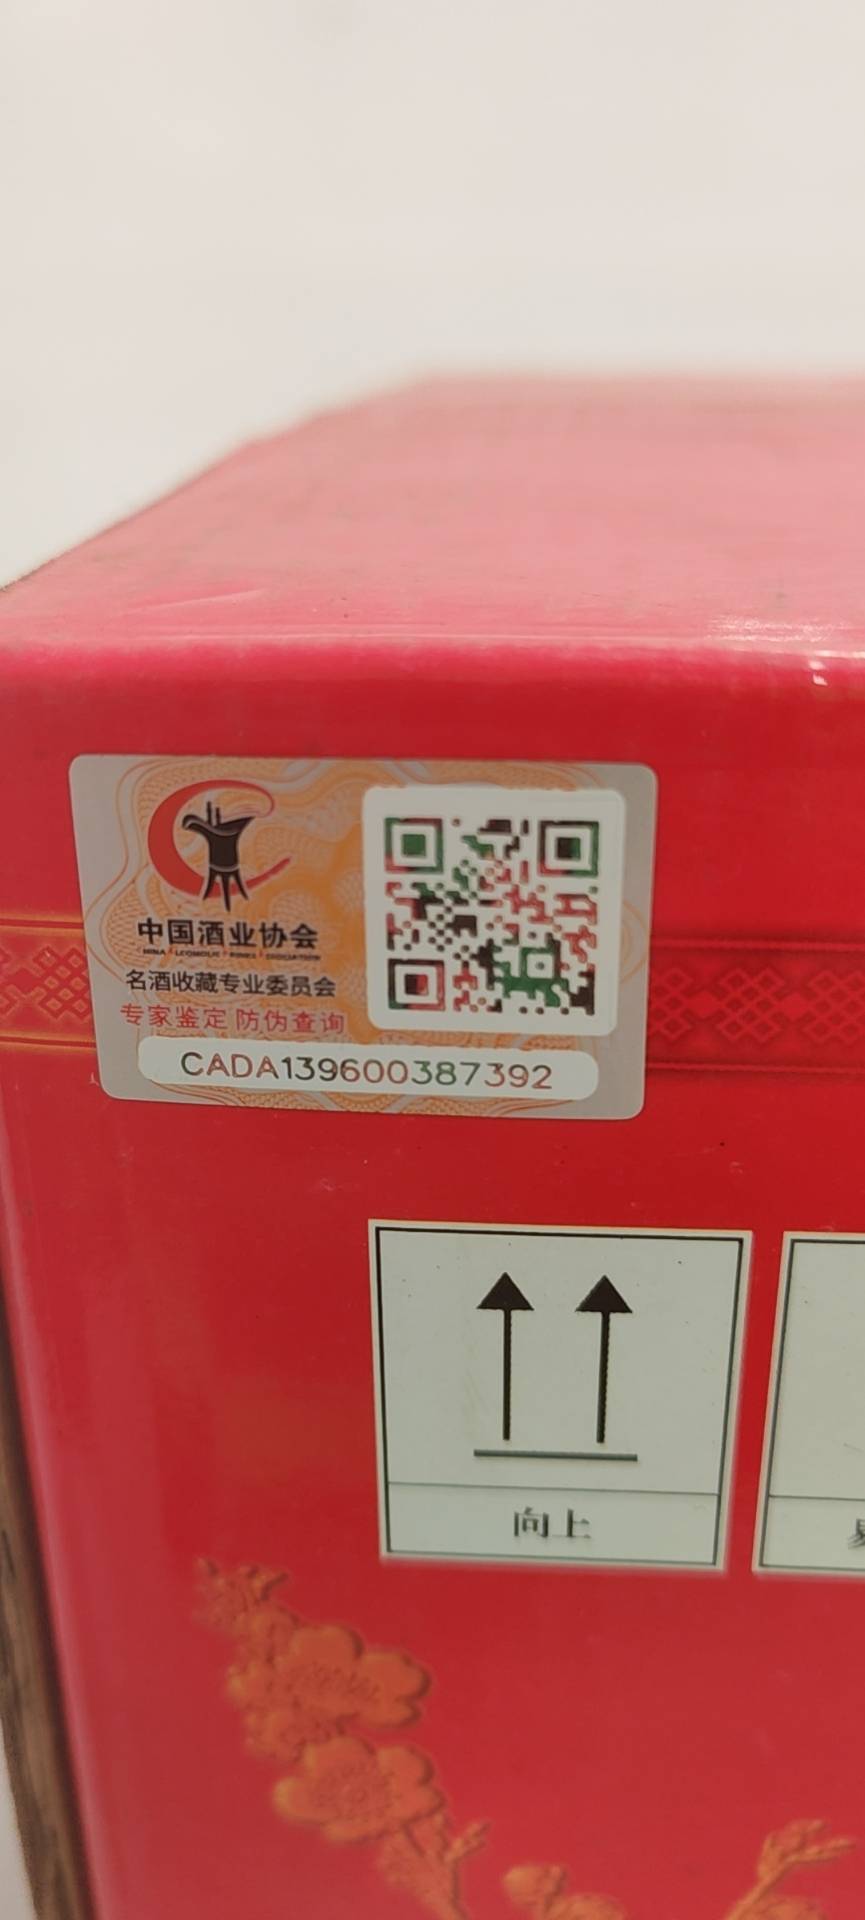 中国酒业协会
名酒收藏专业委员会
专家鉴定 防伪查询
CADA139600387392
向上